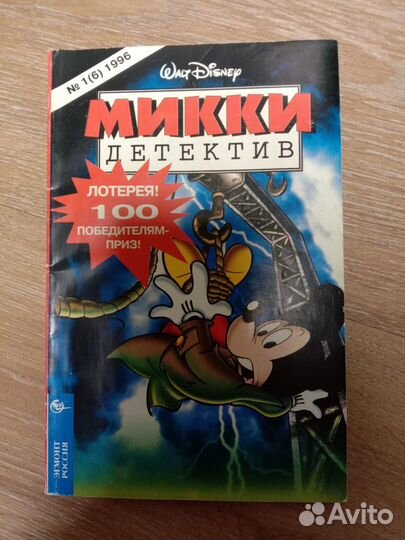 № 1(6) 1996
WALT DISNEY
МИККИ
ДЕТЕКТИВ
ЛОТЕРЕЯ!
100
ПОБЕДИТЕЛЯМ-
ПРИЗ!
ЭГМОНТ
РОССИЯ
Avito